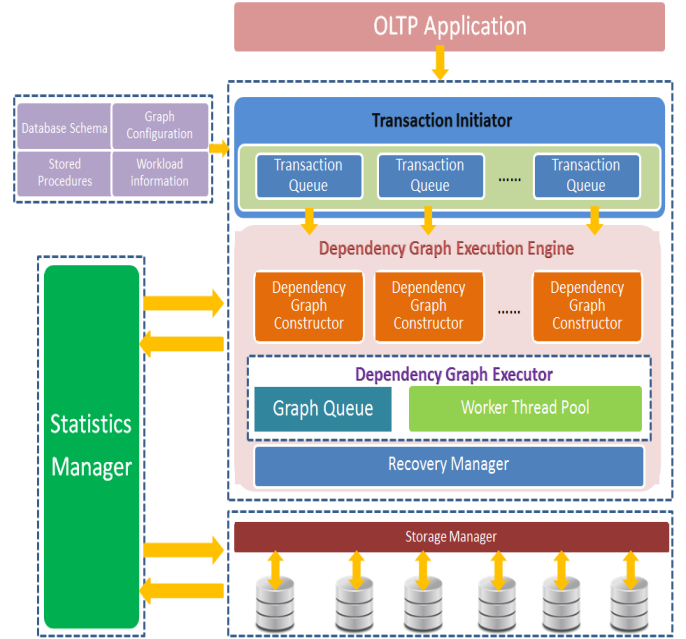 OLTP Application
Database Schema
Graph
Configuration
Stored
Procedures
Workload
information
Transaction Initiator
Transaction
Queue
Transaction
Queue
......
Transaction
Queue
Dependency Graph Execution Engine
Dependency
Graph
Constructor
Dependency
Graph
Constructor
......
Dependency
Graph
Constructor
Dependency Graph Executor
Graph Queue
Worker Thread Pool
Recovery Manager
Statistics
Manager
Storage Manager